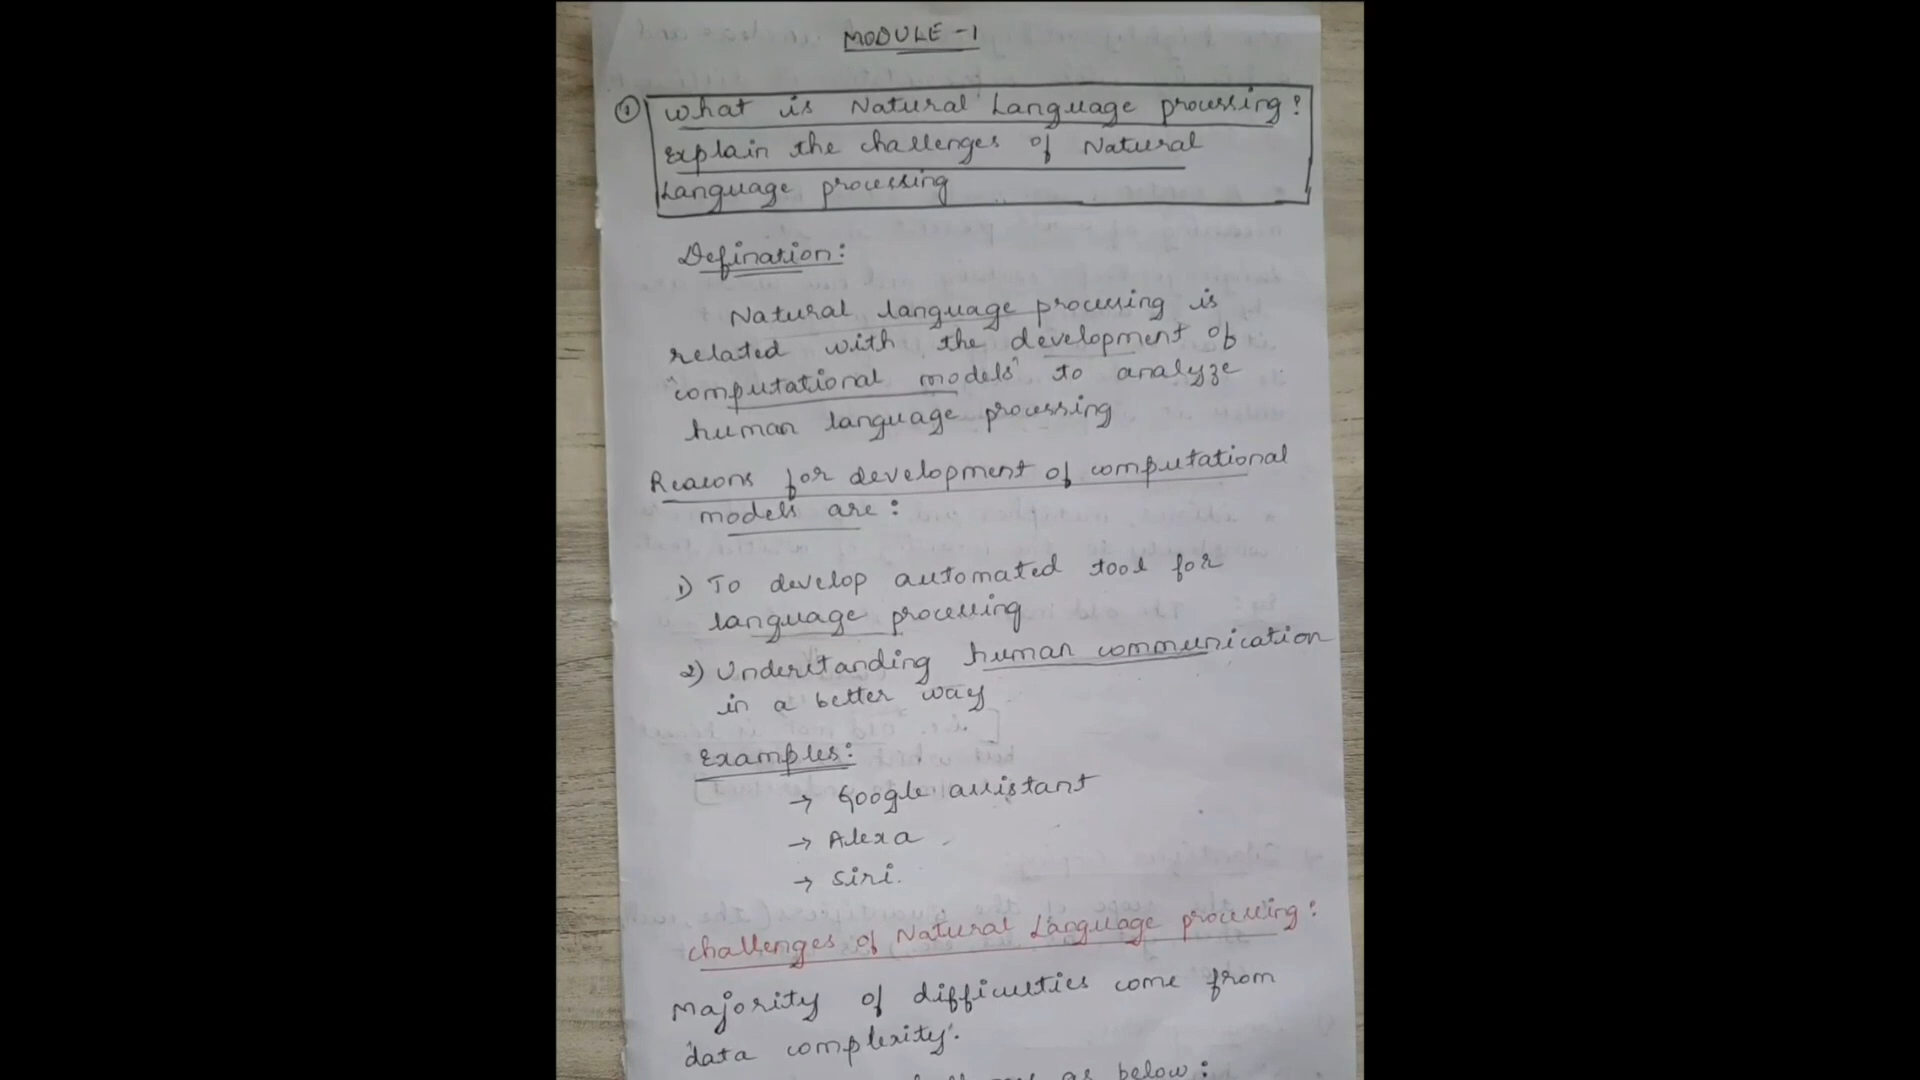 MODULE - 1
① What is Natural Language processing?
Explain the challenges of Natural
Language processing
Defination:
Natural language processing is
related with the development of
"computational models" to analyze
human language processing
Reasons for development of computational
models are:
1) To develop automated tool for
language processing
2) Understanding human communication
in a better way
Examples:
→ Google assistant
→ Alexa
→ Siri.
challenges of Natural Language processing:
Majority of difficulties come from
"data complexity".
as below: